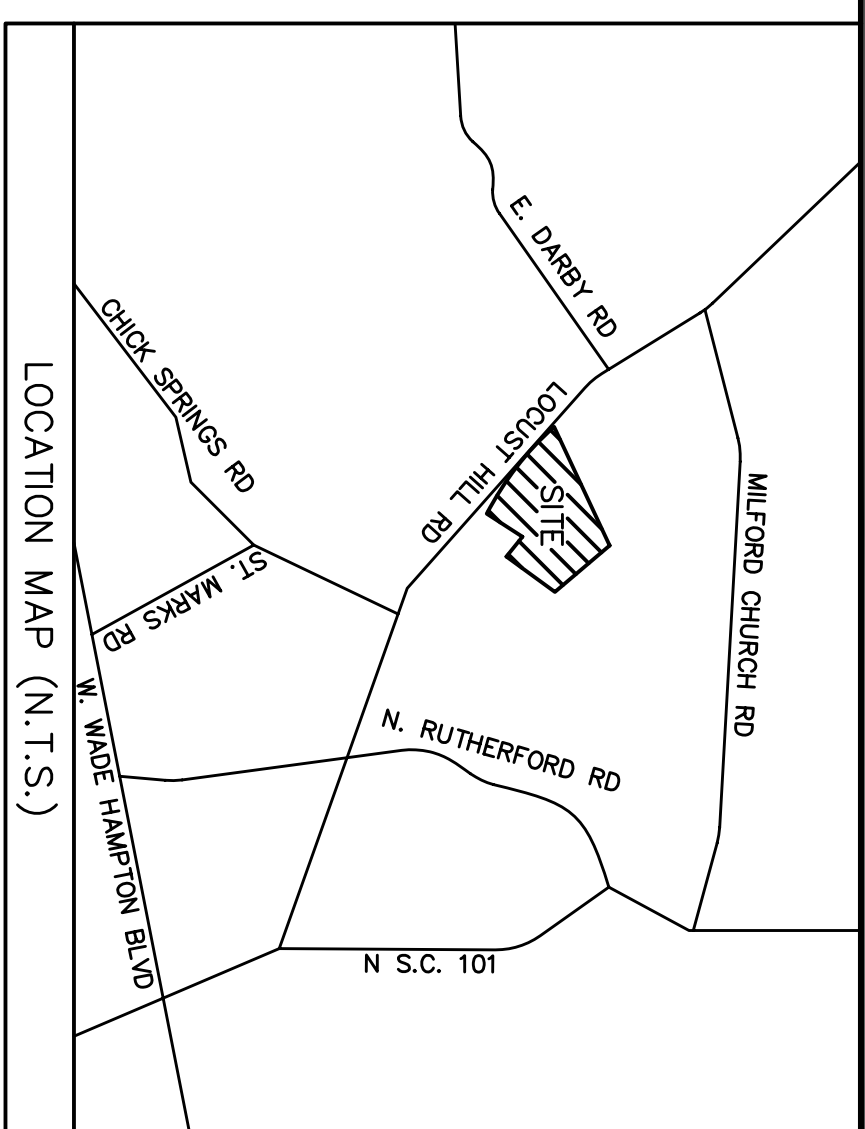 E. DARBY RD
CHICK SPRINGS RD
LOCUST HILL RD
SITE
MILFORD CHURCH RD
ST. MARKS RD
W. WADE HAMPTON BLVD
N. RUTHERFORD RD
N S.C. 101
LOCATION MAP (N.T.S.)